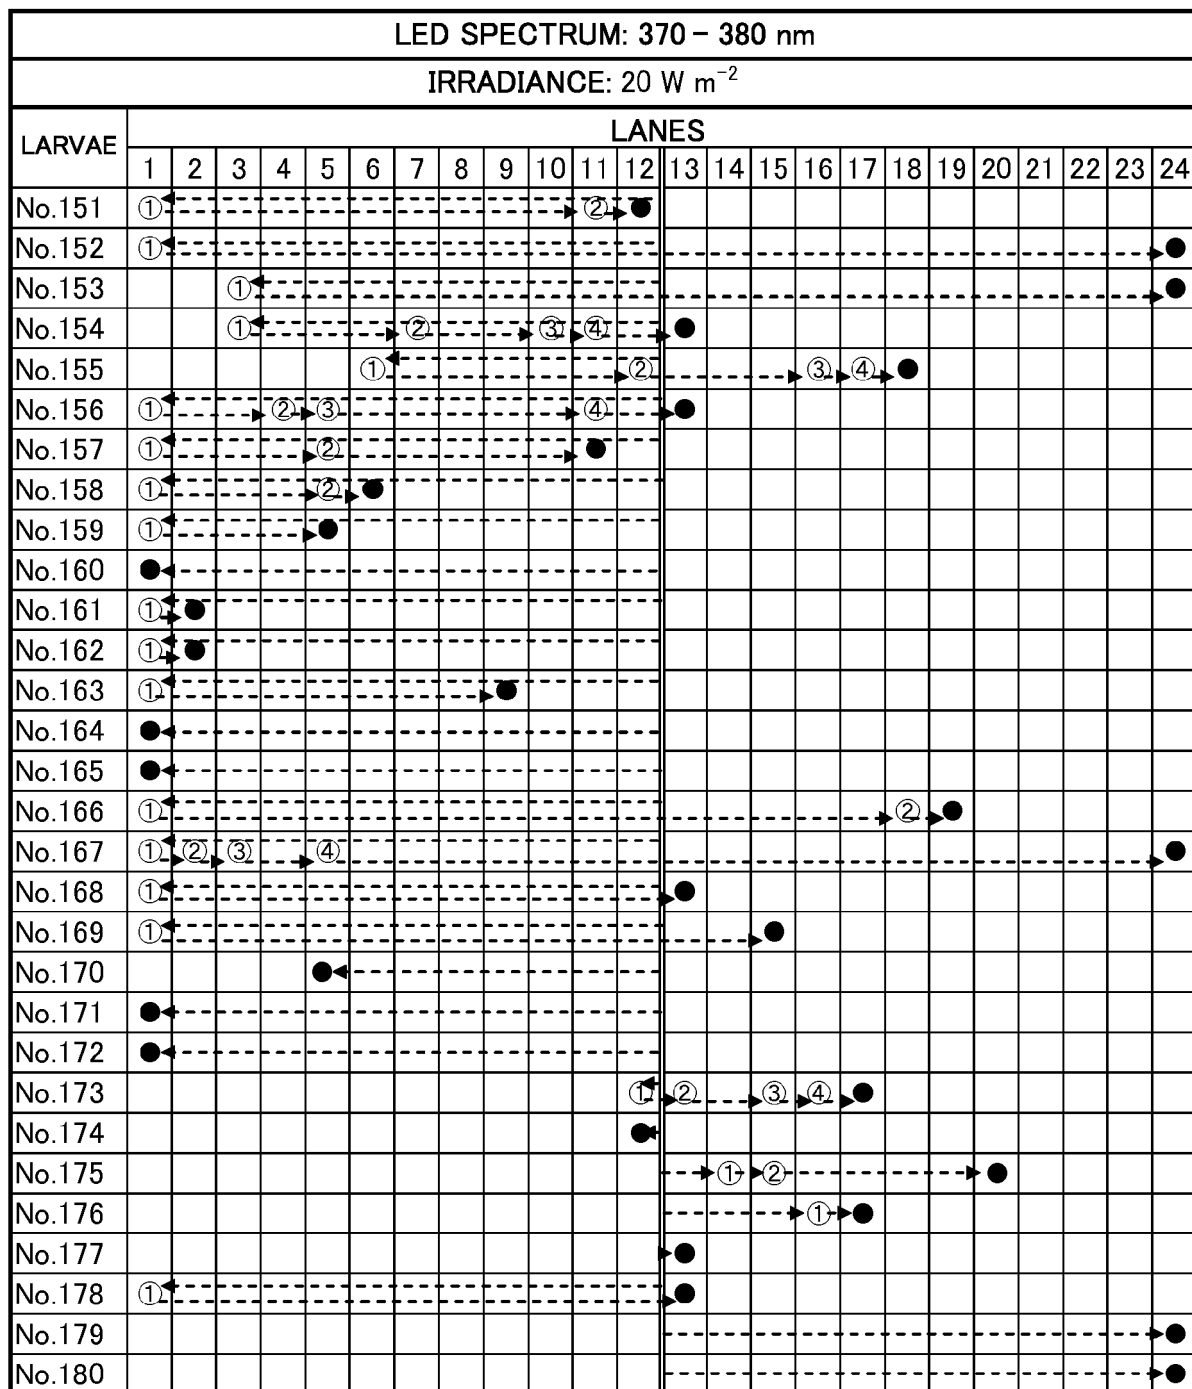 LED SPECTRUM: 370 – 380 nm
IRRADIANCE: 20 W m⁻²
LARVAE LANES
1 2 3 4 5 6 7 8 9 10 11 12 13 14 15 16 17 18 19 20 21 22 23 24
No.151 ① ②
No.152 ①
No.153 ①
No.154 ① ② ③ ④
No.155 ① ② ③ ④
No.156 ① ② ③ ④
No.157 ① ②
No.158 ① ②
No.159 ①
No.160
No.161 ①
No.162 ①
No.163 ①
No.164
No.165
No.166 ① ②
No.167 ① ② ③ ④
No.168 ①
No.169 ①
No.170
No.171
No.172
No.173 ① ② ③ ④
No.174
No.175 ① ②
No.176 ①
No.177
No.178 ①
No.179
No.180